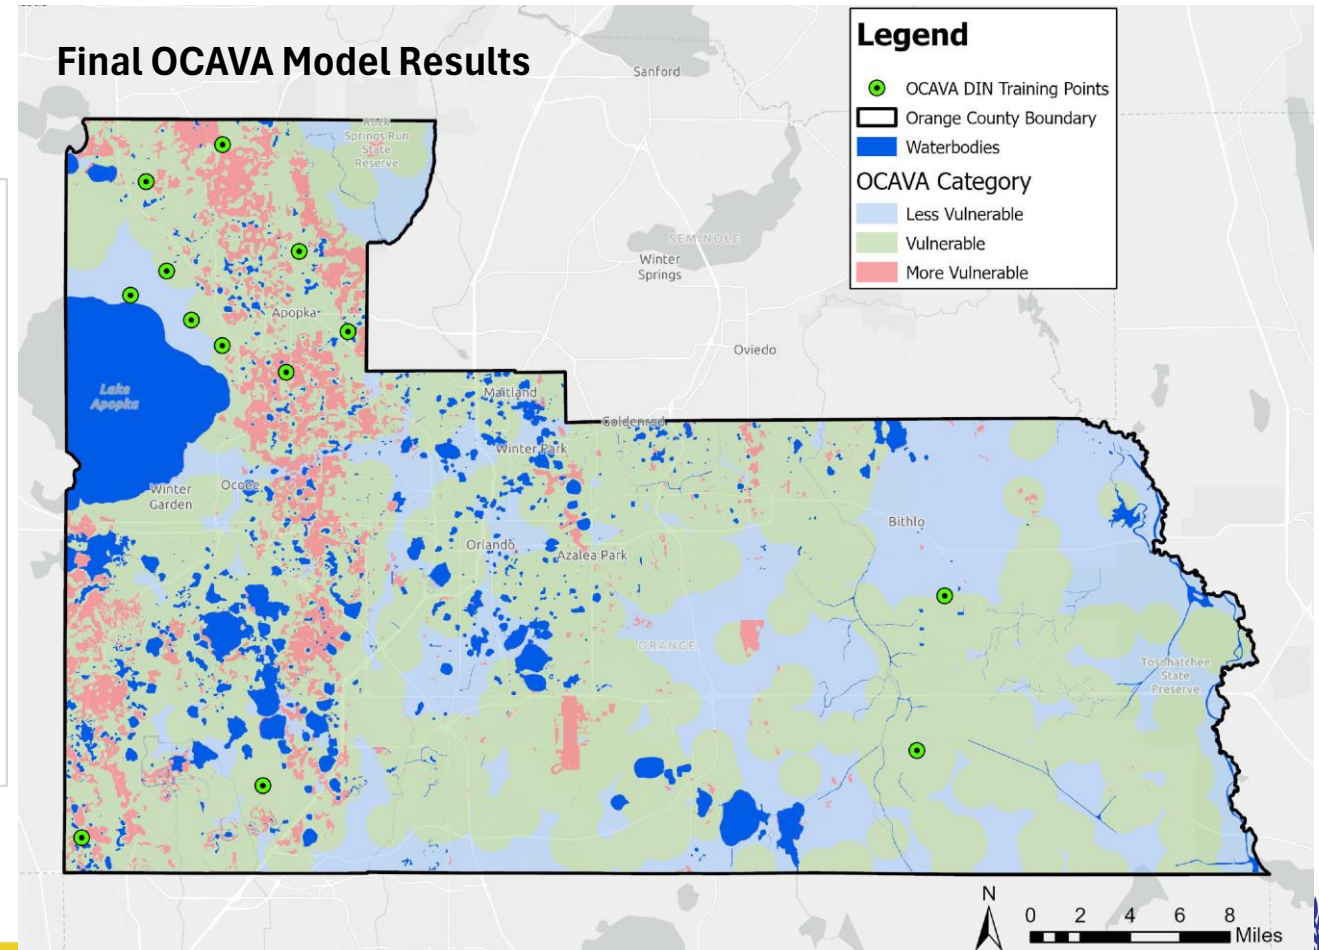 Final OCAVA Model Results
Legend
OCAVA DIN Training Points
Orange County Boundary
Waterbodies
OCAVA Category
Less Vulnerable
Vulnerable
More Vulnerable
Sanford
Rock
Springs Run
State
Reserve
SEMINOLE
Winter
Springs
Apopka
Oviedo
Lake
Apopka
Maitland
Goldenrod
Winter Park
Winter
Garden
Ocoee
Bithlo
Orlando
Azalea Park
ORANGE
Tosohatchee
State
Preserve
N
0 2 4 6 8
Miles